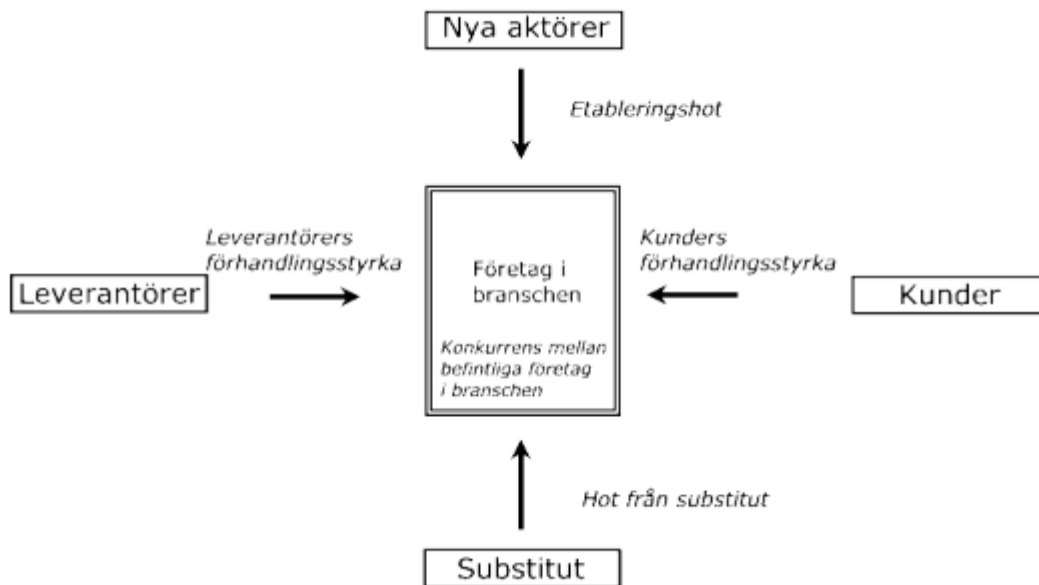 Nya aktörer
Etableringshot
Leverantörers
förhandlingsstyrka
Leverantörer
Företag i
branschen
Konkurrens mellan
befintliga företag
i branschen
Kunders
förhandlingsstyrka
Kunder
Hot från substitut
Substitut